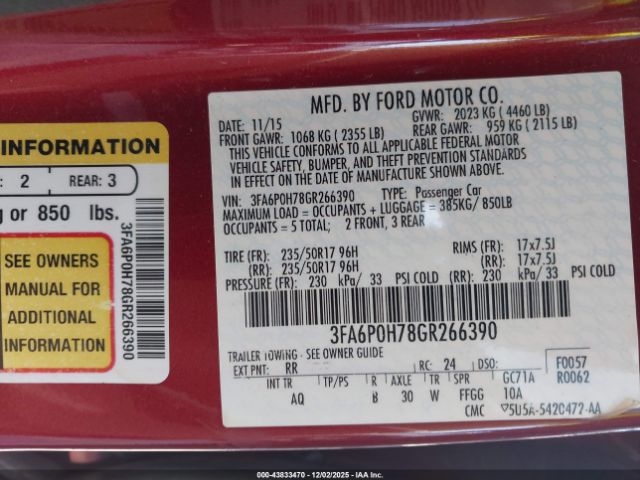 INFORMATION
: 2 REAR: 3
g or 850 lbs.
SEE OWNERS
MANUAL FOR
ADDITIONAL
INFORMATION
3FA6P0H78GR266390
MFD. BY FORD MOTOR CO.
DATE: 11/15 GVWR: 2023 KG ( 4460 LB)
FRONT GAWR: 1068 KG ( 2355 LB) REAR GAWR: 959 KG ( 2115 LB)
THIS VEHICLE CONFORMS TO ALL APPLICABLE FEDERAL MOTOR
VEHICLE SAFETY, BUMPER, AND THEFT PREVENTION STANDARDS
IN EFFECT ON THE DATE OF MANUFACTURE SHOWN ABOVE.
VIN: 3FA6P0H78GR266390 TYPE: Passenger Car
MAXIMUM LOAD = OCCUPANTS + LUGGAGE = 385KG/ 850LB
OCCUPANTS = 5 TOTAL; 2 FRONT, 3 REAR
TIRE (FR): 235/50R17 96H RIMS (FR): 17x7.5J
(RR): 235/50R17 96H (RR): 17x7.5J
PRESSURE (FR): 230 kPa/ 33 PSI COLD (RR): 230 kPa/ 33 PSI COLD
3FA6P0H78GR266390
TRAILER TOWING - SEE OWNER GUIDE
EXT PNT: RR RC: 24 DSO: F0057
INT TR TP/PS R AXLE TR SPR GC71A R0062
AQ B 30 W FFGG 10A
CMC 5U5A-5420472-AA
000-43833470 - 12/02/2025 - IAA Inc.